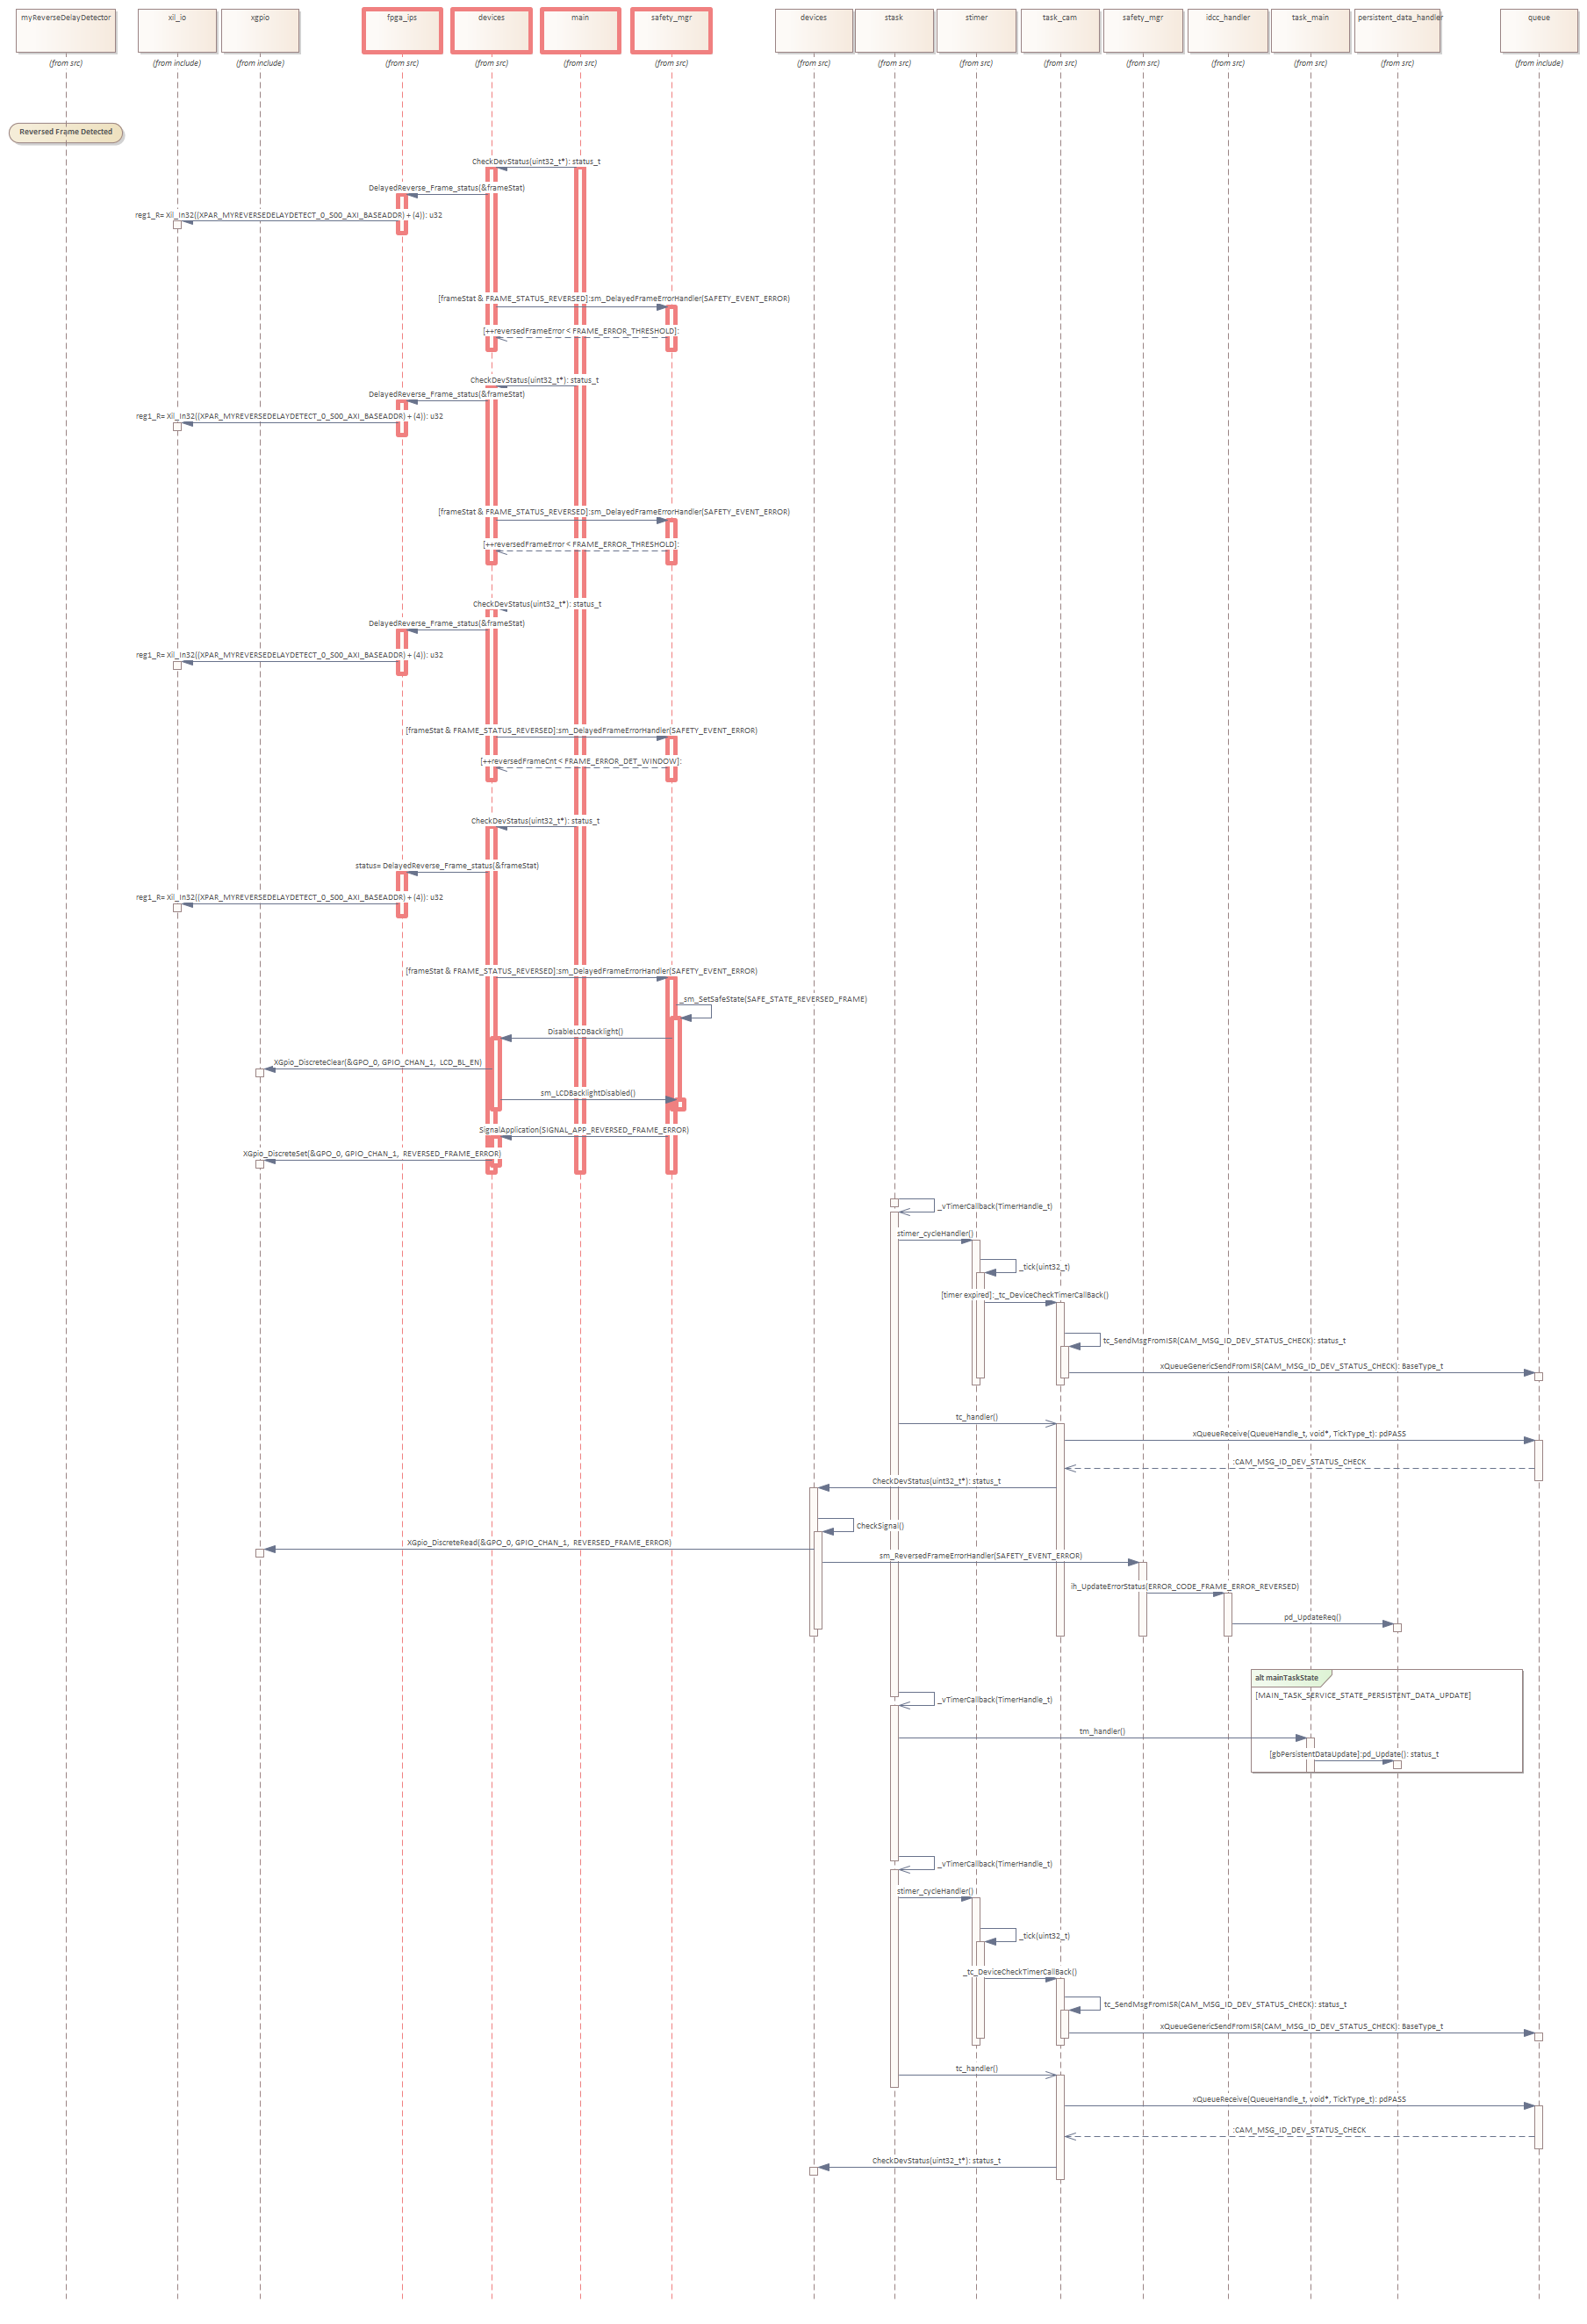 myReverseDelayDetector
xil_io
xgpio
fpga_ips
devices
main
safety_mgr
devices
stask
stimer
task_cam
safety_mgr
idcc_handler
task_main
persistent_data_handler
queue
(from src)
(from include)
(from include)
(from src)
(from src)
(from src)
(from src)
(from src)
(from src)
(from src)
(from src)
(from src)
(from src)
(from src)
(from src)
(from include)
Reversed Frame Detected
CheckDevStatus(uint32_t*): status_t
DelayedReverse_Frame_status(&frameStat)
reg1_R= Xil_In32((XPAR_MYREVERSEDELAYDETECT_0_S00_AXI_BASEADDR) + (4)): u32
[frameStat & FRAME_STATUS_REVERSED]:sm_DelayedFrameErrorHandler(SAFETY_EVENT_ERROR)
[++reversedFrameError < FRAME_ERROR_THRESHOLD]:
CheckDevStatus(uint32_t*): status_t
DelayedReverse_Frame_status(&frameStat)
reg1_R= Xil_In32((XPAR_MYREVERSEDELAYDETECT_0_S00_AXI_BASEADDR) + (4)): u32
[frameStat & FRAME_STATUS_REVERSED]:sm_DelayedFrameErrorHandler(SAFETY_EVENT_ERROR)
[++reversedFrameError < FRAME_ERROR_THRESHOLD]:
CheckDevStatus(uint32_t*): status_t
DelayedReverse_Frame_status(&frameStat)
reg1_R= Xil_In32((XPAR_MYREVERSEDELAYDETECT_0_S00_AXI_BASEADDR) + (4)): u32
[frameStat & FRAME_STATUS_REVERSED]:sm_DelayedFrameErrorHandler(SAFETY_EVENT_ERROR)
[++reversedFrameCnt < FRAME_ERROR_DET_WINDOW]:
CheckDevStatus(uint32_t*): status_t
status= DelayedReverse_Frame_status(&frameStat)
reg1_R= Xil_In32((XPAR_MYREVERSEDELAYDETECT_0_S00_AXI_BASEADDR) + (4)): u32
[frameStat & FRAME_STATUS_REVERSED]:sm_DelayedFrameErrorHandler(SAFETY_EVENT_ERROR)
_sm_SetSafeState(SAFE_STATE_REVERSED_FRAME)
DisableLCDBacklight()
XGpio_DiscreteClear(&GPO_0, GPIO_CHAN_1, LCD_BL_EN)
sm_LCDBacklightDisabled()
SignalApplication(SIGNAL_APP_REVERSED_FRAME_ERROR)
XGpio_DiscreteSet(&GPO_0, GPIO_CHAN_1, REVERSED_FRAME_ERROR)
_vTimerCallback(TimerHandle_t)
stimer_cycleHandler()
_tick(uint32_t)
[timer expired]:_tc_DeviceCheckTimerCallBack()
tc_SendMsgFromISR(CAM_MSG_ID_DEV_STATUS_CHECK): status_t
xQueueGenericSendFromISR(CAM_MSG_ID_DEV_STATUS_CHECK): BaseType_t
tc_handler()
xQueueReceive(QueueHandle_t, void*, TickType_t): pdPASS
:CAM_MSG_ID_DEV_STATUS_CHECK
CheckDevStatus(uint32_t*): status_t
CheckSignal()
XGpio_DiscreteRead(&GPO_0, GPIO_CHAN_1, REVERSED_FRAME_ERROR)
sm_ReversedFrameErrorHandler(SAFETY_EVENT_ERROR)
ih_UpdateErrorStatus(ERROR_CODE_FRAME_ERROR_REVERSED)
pd_UpdateReq()
alt mainTaskState
[MAIN_TASK_SERVICE_STATE_PERSISTENT_DATA_UPDATE]
_vTimerCallback(TimerHandle_t)
tm_handler()
[gbPersistentDataUpdate]:pd_Update(): status_t
_vTimerCallback(TimerHandle_t)
stimer_cycleHandler()
_tick(uint32_t)
_tc_DeviceCheckTimerCallBack()
tc_SendMsgFromISR(CAM_MSG_ID_DEV_STATUS_CHECK): status_t
xQueueGenericSendFromISR(CAM_MSG_ID_DEV_STATUS_CHECK): BaseType_t
tc_handler()
xQueueReceive(QueueHandle_t, void*, TickType_t): pdPASS
:CAM_MSG_ID_DEV_STATUS_CHECK
CheckDevStatus(uint32_t*): status_t